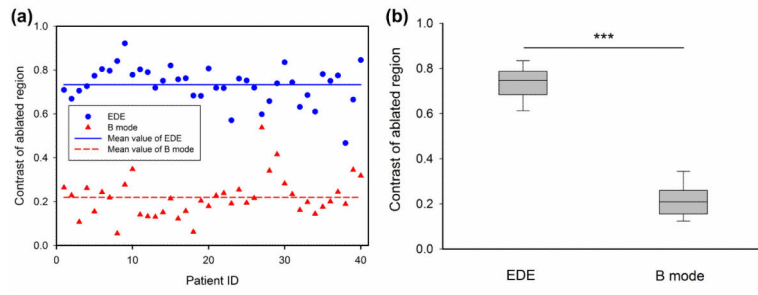 (a)
1.0
0.8
0.6
0.4
0.2
0.0
Contrast of ablated region
EDE
B mode
Mean value of EDE
Mean value of B mode
0 10 20 30 40
Patient ID
(b)
1.0
0.8
0.6
0.4
0.2
0.0
Contrast of ablated region
***
EDE B mode